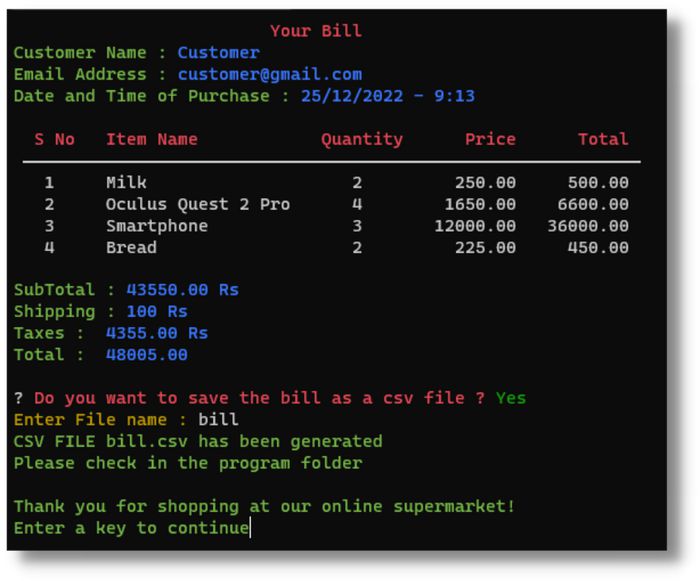 Your Bill
Customer Name : Customer
Email Address : customer@gmail.com
Date and Time of Purchase : 25/12/2022 - 9:13
S No Item Name Quantity Price Total
1 Milk 2 250.00 500.00
2 Oculus Quest 2 Pro 4 1650.00 6600.00
3 Smartphone 3 12000.00 36000.00
4 Bread 2 225.00 450.00
SubTotal : 43550.00 Rs
Shipping : 100 Rs
Taxes : 4355.00 Rs
Total : 48005.00
? Do you want to save the bill as a csv file ? Yes
Enter File name : bill
CSV FILE bill.csv has been generated
Please check in the program folder
Thank you for shopping at our online supermarket!
Enter a key to continue